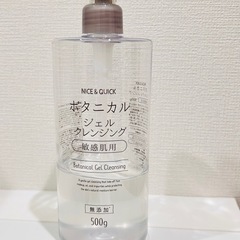 NICE & QUICK
ボタニカル
ジェル
クレンジング
敏感肌用
Botanical Gel Cleansing
無添加
500g